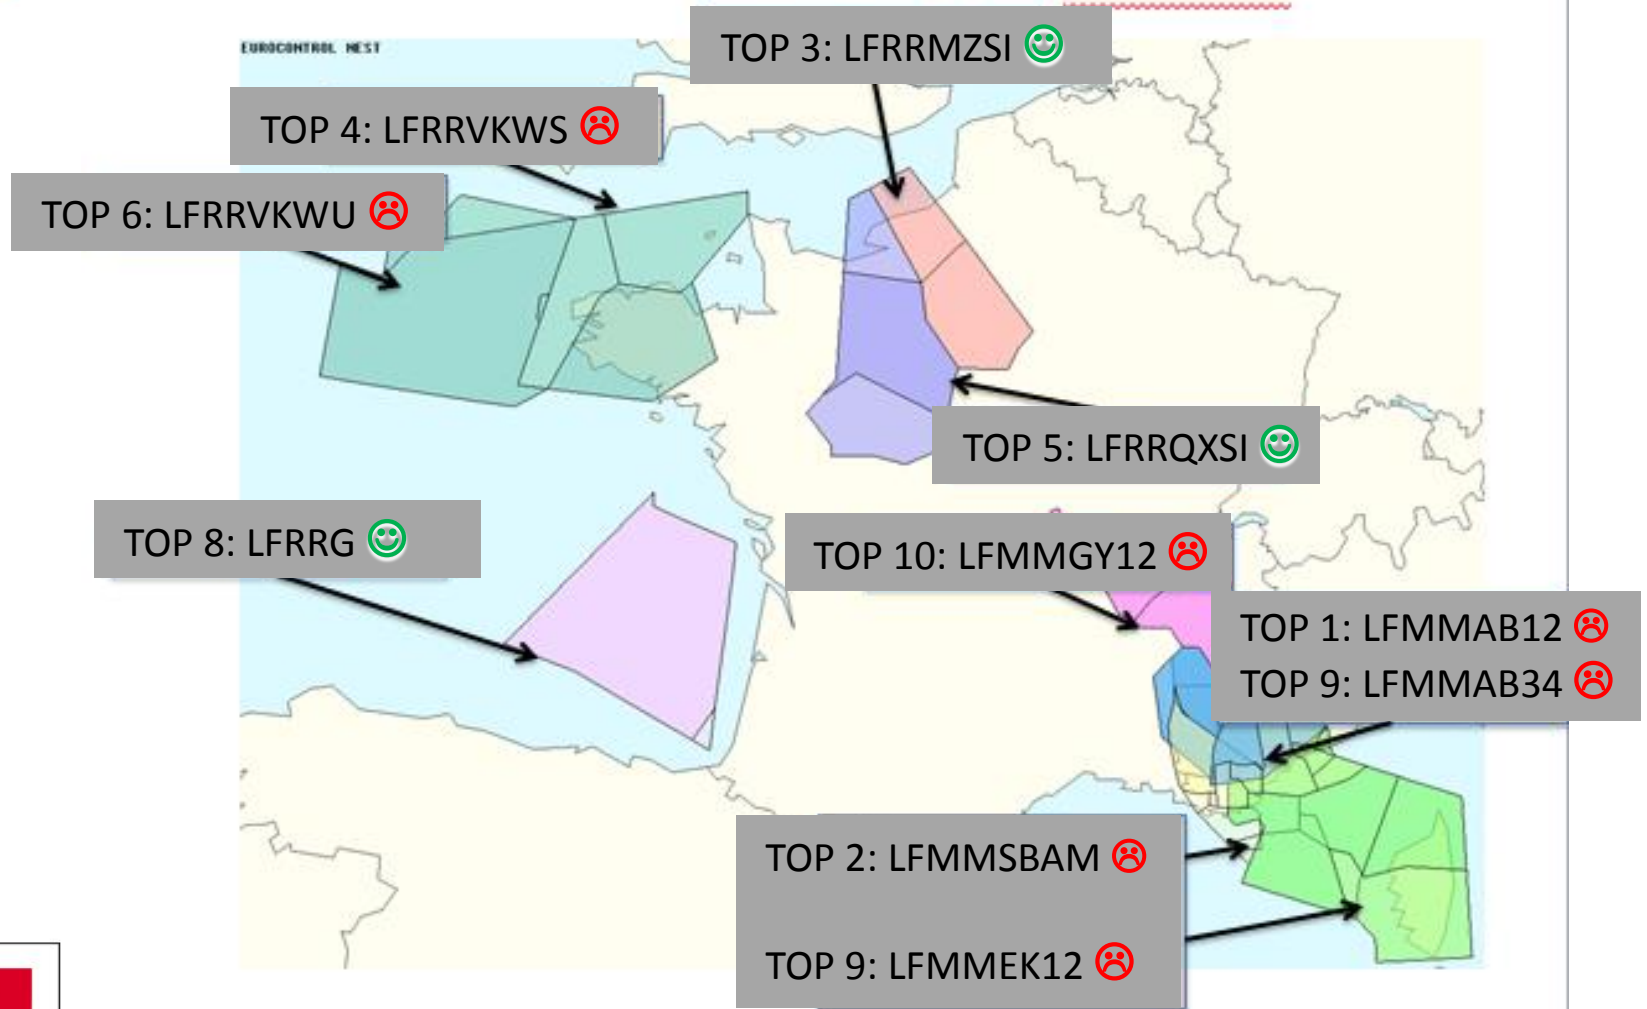 EUROCONTROL NEST
TOP 3: LFRRMZSI
TOP 4: LFRRVKWS
TOP 6: LFRRVKWU
TOP 5: LFRRQXSI
TOP 8: LFRRG
TOP 10: LFMMGY12
TOP 1: LFMMAB12
TOP 9: LFMMAB34
TOP 2: LFMMSBAM
TOP 9: LFMMEK12